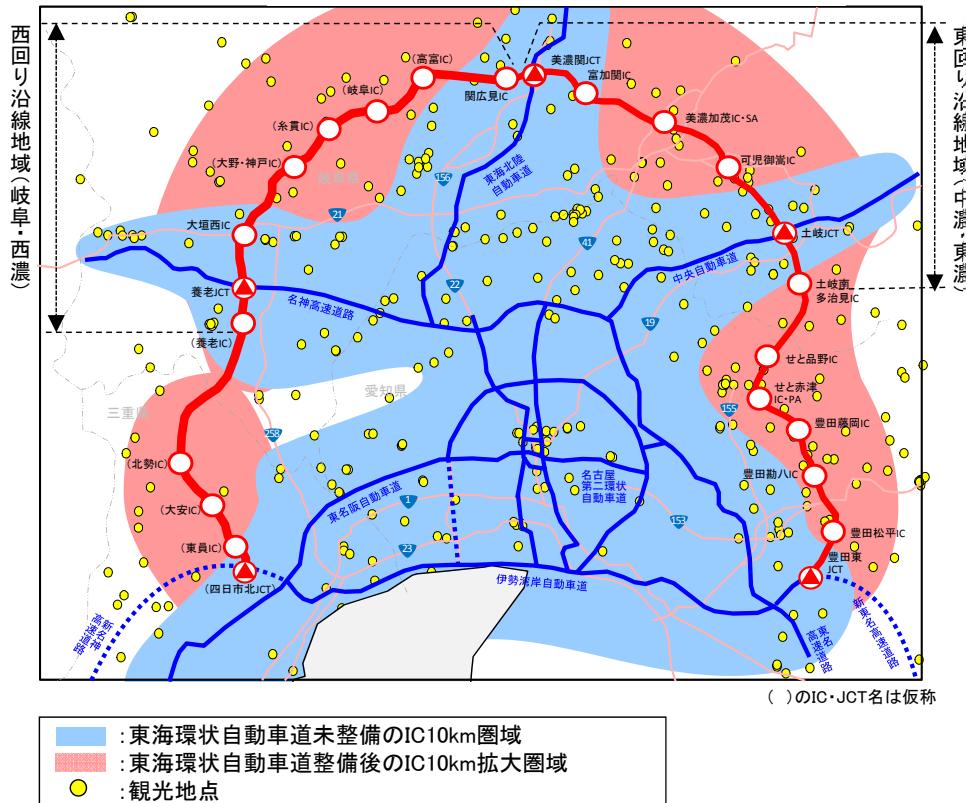 西回り沿線地域(岐阜・西濃)
東回り沿線地域(中濃・東濃)
(高富IC)
美濃関JCT
関広見IC
富加関IC
(岐阜IC)
(糸貫IC)
美濃加茂IC・SA
(大野・神戸IC)
可児御嵩IC
岐阜県
156
東海北陸
自動車道
21
大垣西IC
41
土岐JCT
中央自動車道
養老JCT
名神高速道路
22
土岐南
多治見IC
19
(養老IC)
せと品野IC
愛知県
せと赤津
IC・PA
三重県
155
258
豊田藤岡IC
(北勢IC)
豊田勘八IC
名古屋
第二環状
自動車道
東名阪自動車道
1
(大安IC)
153
豊田松平IC
(東員IC)
23
豊田東
JCT
(四日市北JCT)
伊勢湾岸自動車道
新名神
高速道路
東名
高速道路
新東名高速道路
( )のIC・JCT名は仮称
:東海環状自動車道未整備のIC10km圏域
:東海環状自動車道整備後のIC10km拡大圏域
:観光地点